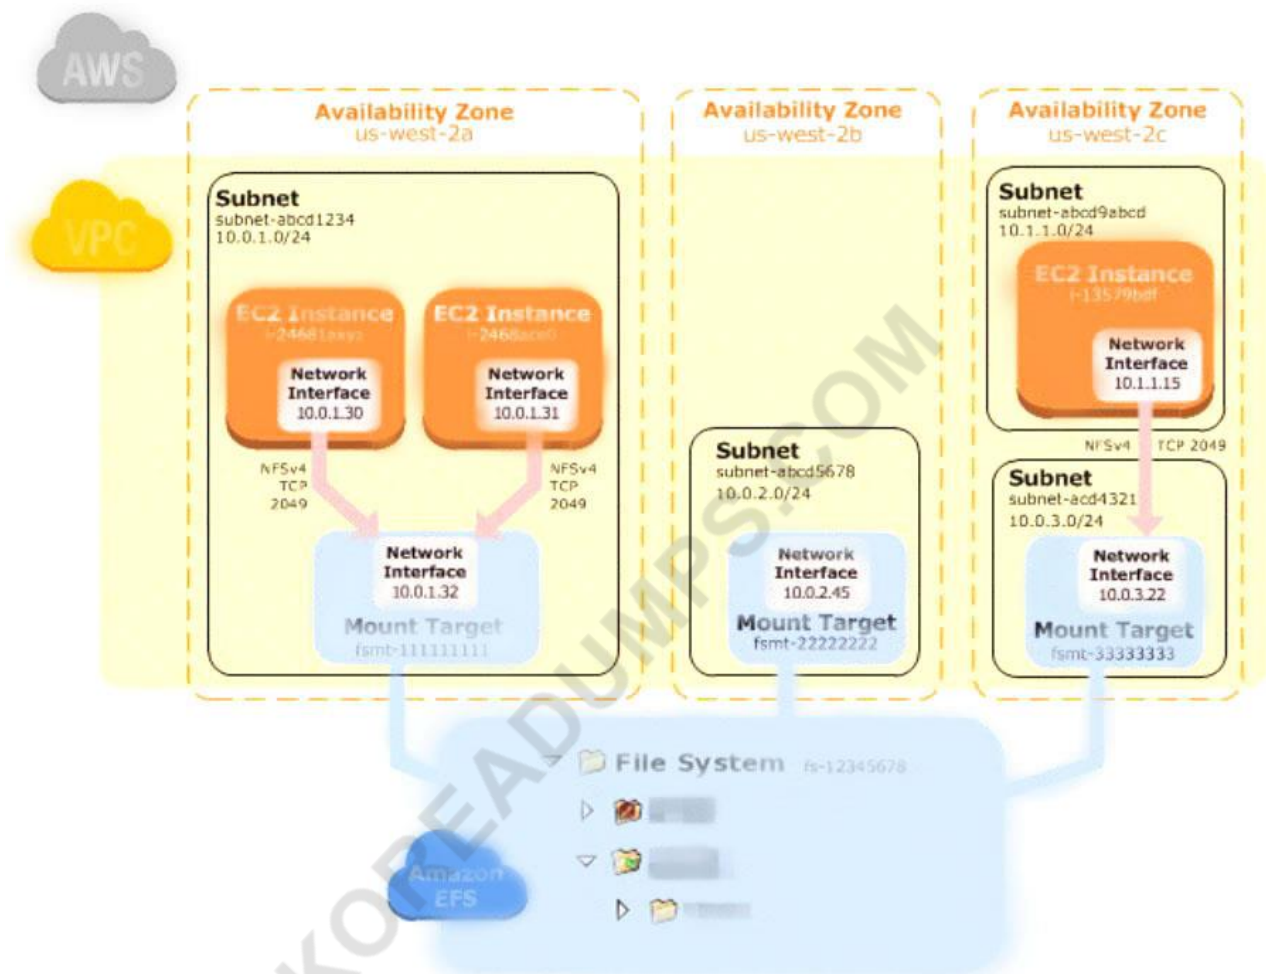 AWS
Availability Zone
us-west-2a
Availability Zone
us-west-2b
Availability Zone
us-west-2c
VPC
Subnet
subnet-abcd1234
10.0.1.0/24
EC2 Instance
Network
Interface
10.0.1.30
EC2 Instance
Network
Interface
10.0.1.31
NFSv4
TCP
2049
NFSv4
TCP
2049
Network
Interface
10.0.1.32
Mount Target
fsmt-111111111
Subnet
subnet-abcd5678
10.0.2.0/24
Network
Interface
10.0.2.45
Mount Target
fsmt-22222222
Subnet
subnet-abcd9abcd
10.1.1.0/24
EC2 Instance
i-13579bdf
Network
Interface
10.1.1.15
NFSv4 TCP 2049
Subnet
subnet-acd4321
10.0.3.0/24
Network
Interface
10.0.3.22
Mount Target
fsmt-33333333
File System fs-12345678
Amazon
EFS
KOREADUMPS.COM